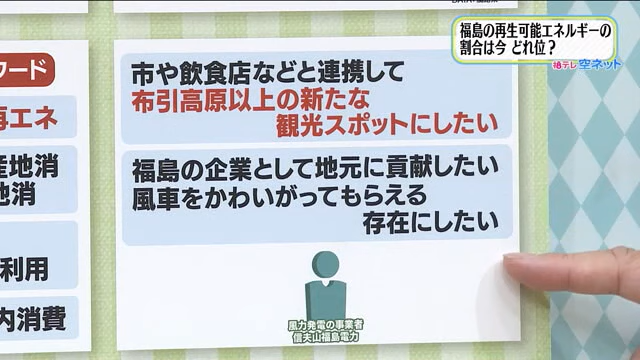 福島の再生可能エネルギーの
割合は今 どれ位？
福テレ 空ネット
ワード
再エネ
産地消
地消
利用
内消費
市や飲食店などと連携して
布引高原以上の新たな
観光スポットにしたい
福島の企業として地元に貢献したい
風車をかわいがってもらえる
存在にしたい
風力発電の事業者
信夫山福島電力